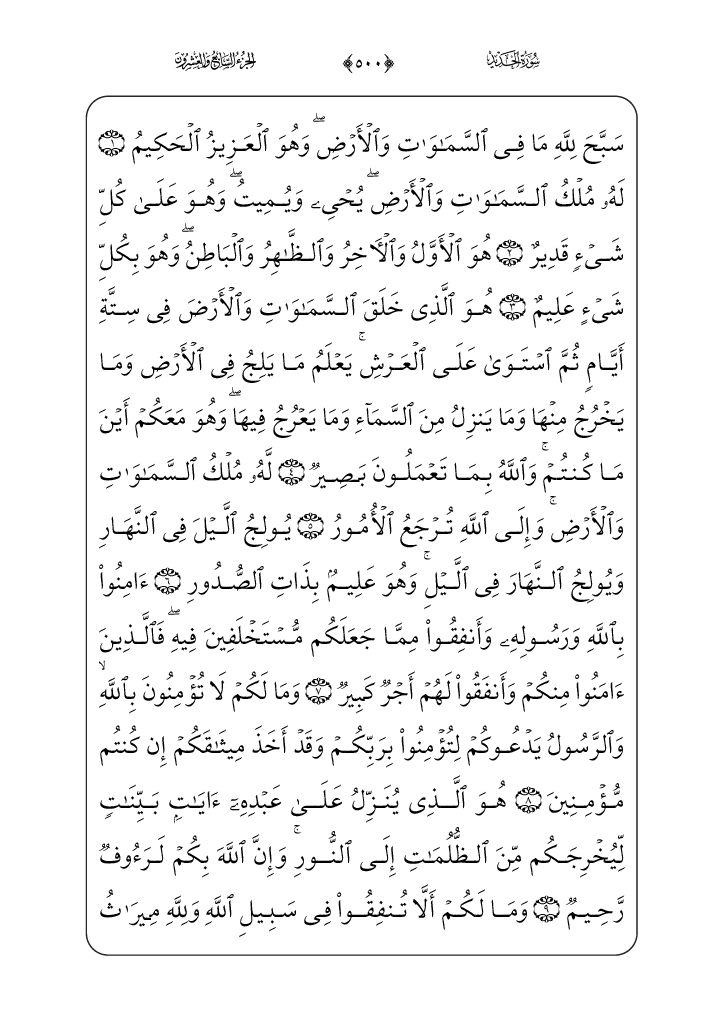 سُورَةُ الحَدِيدِ ﴿٥٠٠﴾ الجُزْءُ السَّابِعُ وَالعِشْرُونَ
سَبَّحَ لِلَّهِ مَا فِى ٱلسَّمَـٰوَٰتِ وَٱلْأَرْضِ ۖ وَهُوَ ٱلْعَزِيزُ ٱلْحَكِيمُ ١
لَهُۥ مُلْكُ ٱلسَّمَـٰوَٰتِ وَٱلْأَرْضِ ۖ يُحْىِۦ وَيُمِيتُ ۖ وَهُوَ عَلَىٰ كُلِّ
شَىْءٍ قَدِيرٌ ٢ هُوَ ٱلْأَوَّلُ وَٱلْـَٔاخِرُ وَٱلظَّـٰهِرُ وَٱلْبَاطِنُ ۖ وَهُوَ بِكُلِّ
شَىْءٍ عَلِيمٌ ٣ هُوَ ٱلَّذِى خَلَقَ ٱلسَّمَـٰوَٰتِ وَٱلْأَرْضَ فِى سِتَّةِ
أَيَّامٍ ثُمَّ ٱسْتَوَىٰ عَلَى ٱلْعَرْشِ ۚ يَعْلَمُ مَا يَلِجُ فِى ٱلْأَرْضِ وَمَا
يَخْرُجُ مِنْهَا وَمَا يَنزِلُ مِنَ ٱلسَّمَآءِ وَمَا يَعْرُجُ فِيهَا ۖ وَهُوَ مَعَكُمْ أَيْنَ
مَا كُنتُمْ ۚ وَٱللَّهُ بِمَا تَعْمَلُونَ بَصِيرٌ ٤ لَّهُۥ مُلْكُ ٱلسَّمَـٰوَٰتِ
وَٱلْأَرْضِ ۚ وَإِلَى ٱللَّهِ تُرْجَعُ ٱلْأُمُورُ ٥ يُولِجُ ٱلَّيْلَ فِى ٱلنَّهَارِ
وَيُولِجُ ٱلنَّهَارَ فِى ٱلَّيْلِ ۚ وَهُوَ عَلِيمٌۢ بِذَاتِ ٱلصُّدُورِ ٦ ءَامِنُوا۟
بِٱللَّهِ وَرَسُولِهِۦ وَأَنفِقُوا۟ مِمَّا جَعَلَكُم مُّسْتَخْلَفِينَ فِيهِ ۖ فَٱلَّذِينَ
ءَامَنُوا۟ مِنكُمْ وَأَنفَقُوا۟ لَهُمْ أَجْرٌ كَبِيرٌ ٧ وَمَا لَكُمْ لَا تُؤْمِنُونَ بِٱللَّهِ ۙ
وَٱلرَّسُولُ يَدْعُوكُمْ لِتُؤْمِنُوا۟ بِرَبِّكُمْ وَقَدْ أَخَذَ مِيثَـٰقَكُمْ إِن كُنتُم
مُّؤْمِنِينَ ٨ هُوَ ٱلَّذِى يُنَزِّلُ عَلَىٰ عَبْدِهِۦٓ ءَايَـٰتٍۭ بَيِّنَـٰتٍ
لِّيُخْرِجَكُم مِّنَ ٱلظُّلُمَـٰتِ إِلَى ٱلنُّورِ ۚ وَإِنَّ ٱللَّهَ بِكُمْ لَرَءُوفٌ
رَّحِيمٌ ٩ وَمَا لَكُمْ أَلَّا تُنفِقُوا۟ فِى سَبِيلِ ٱللَّهِ وَلِلَّهِ مِيرَٰثُ